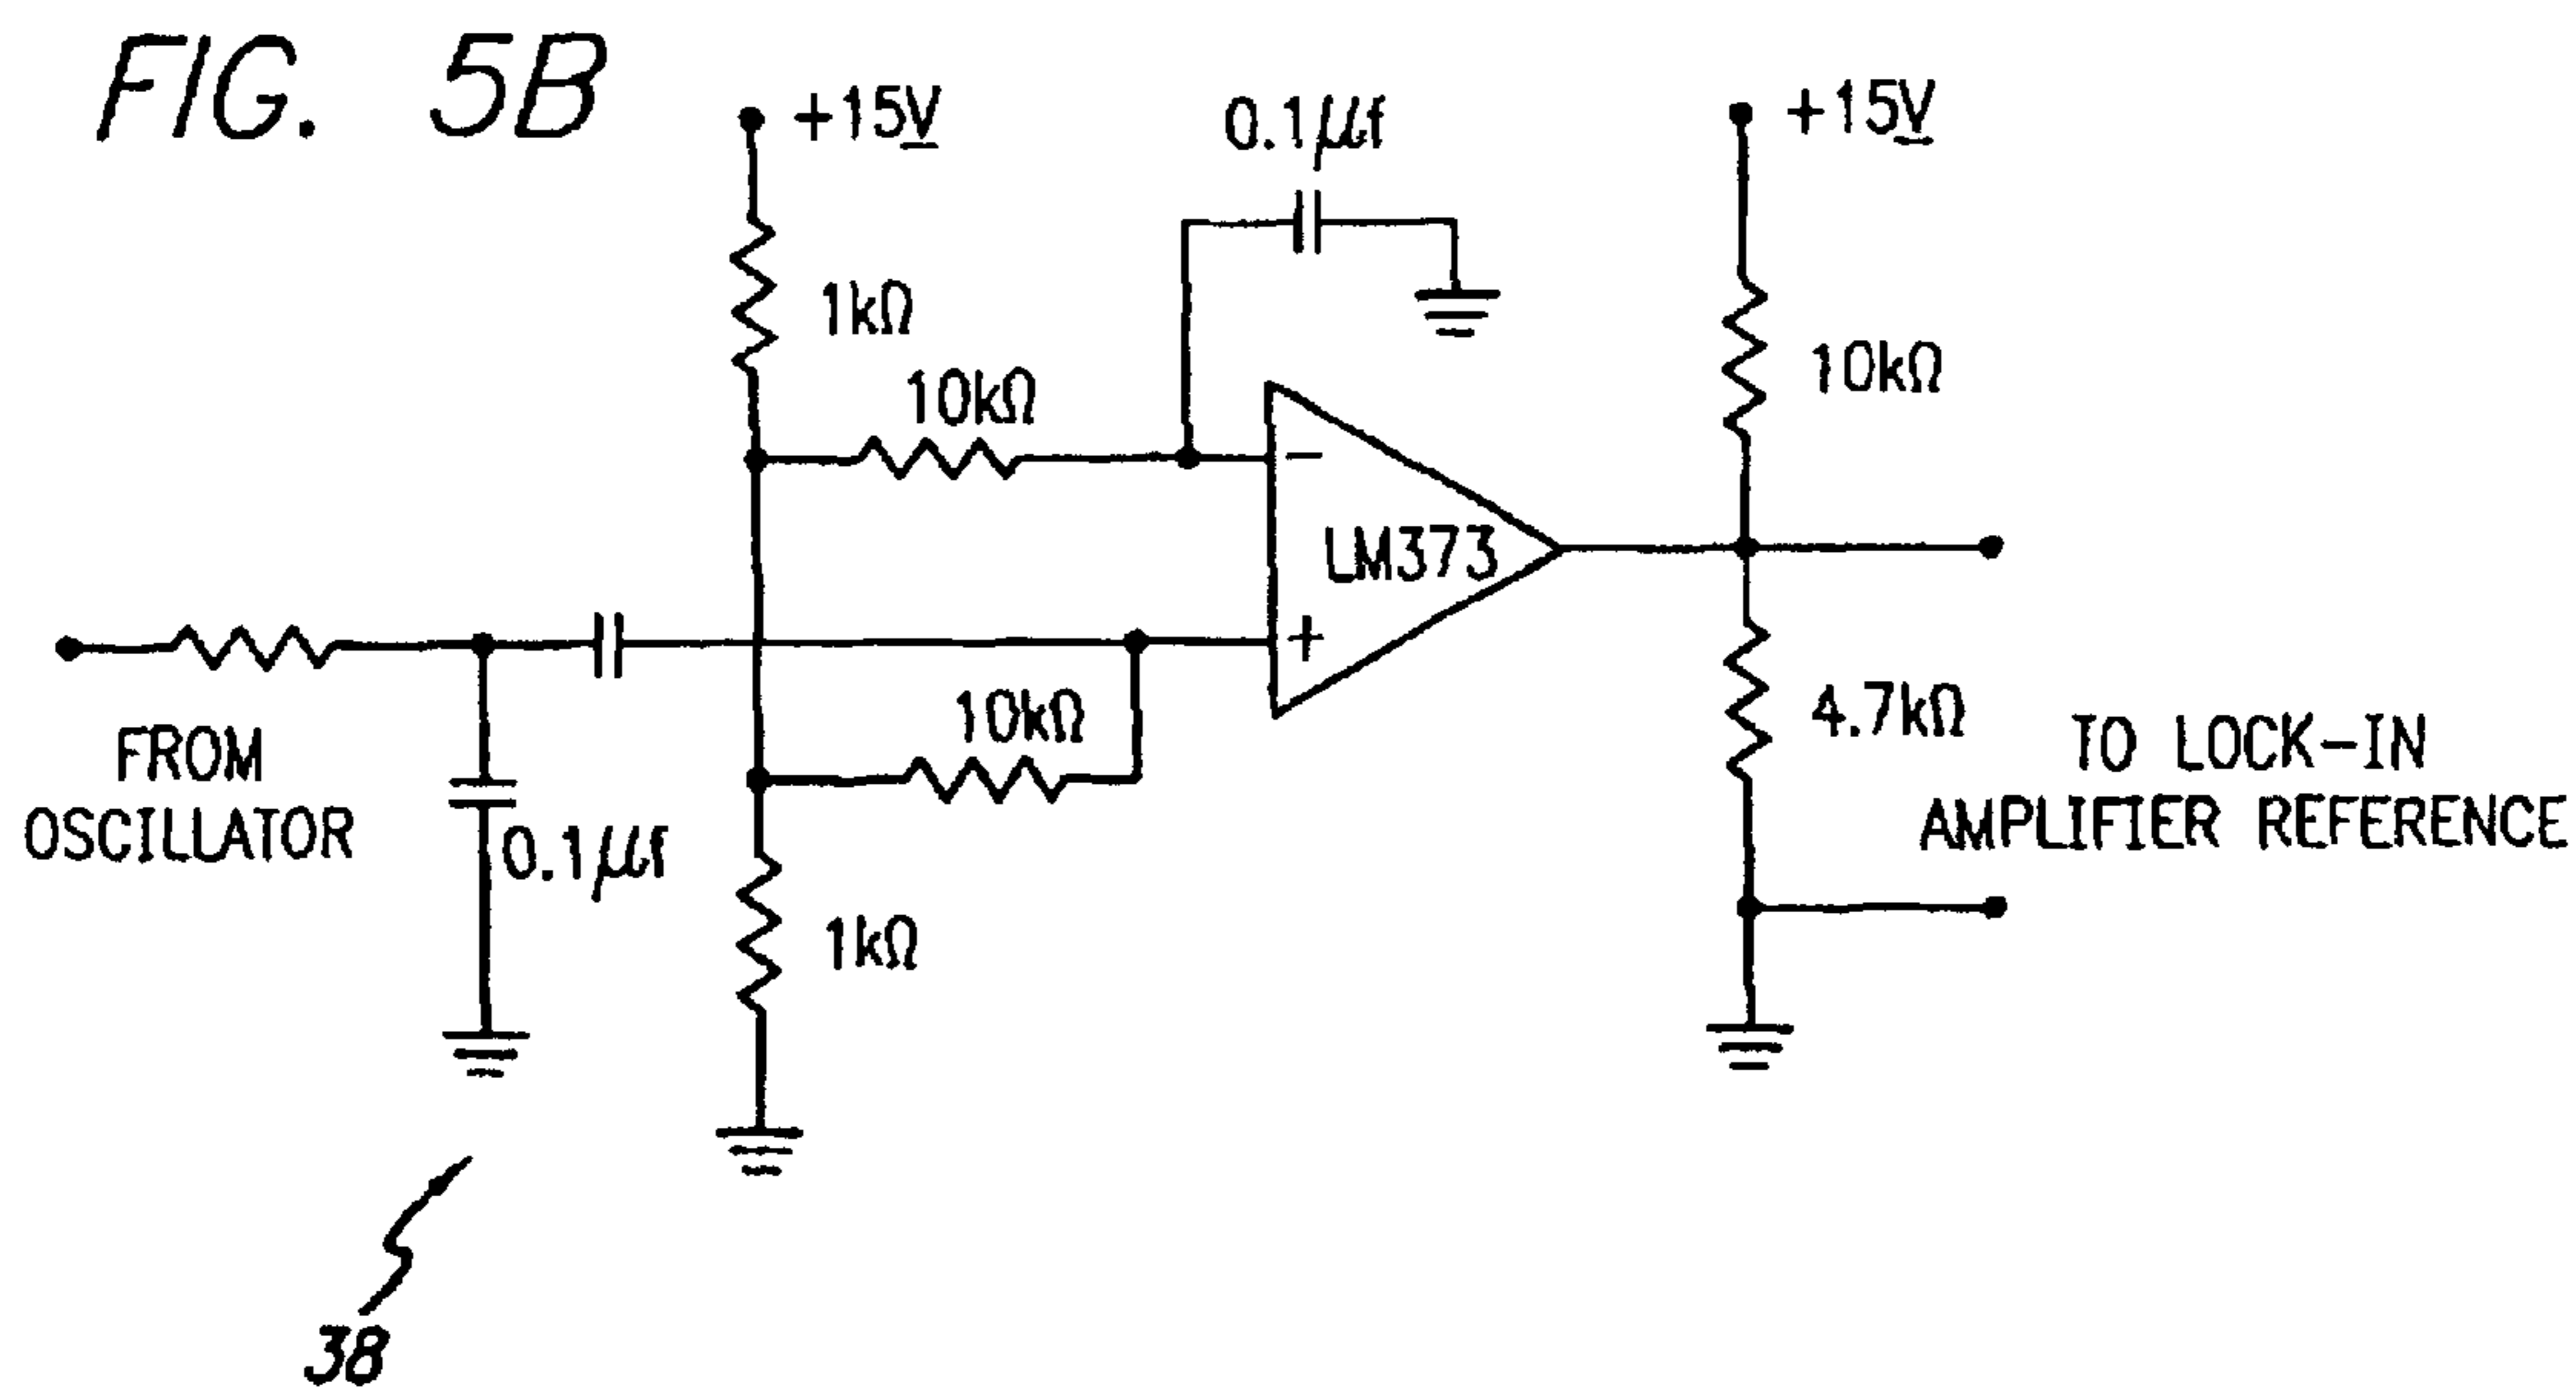 FIG. 5B
+15V
0.1μf
+15V
1kΩ
10kΩ
10kΩ
-
LM373
+
10kΩ
4.7kΩ
FROM
OSCILLATOR
0.1μf
TO LOCK-IN
AMPLIFIER REFERENCE
1kΩ
38